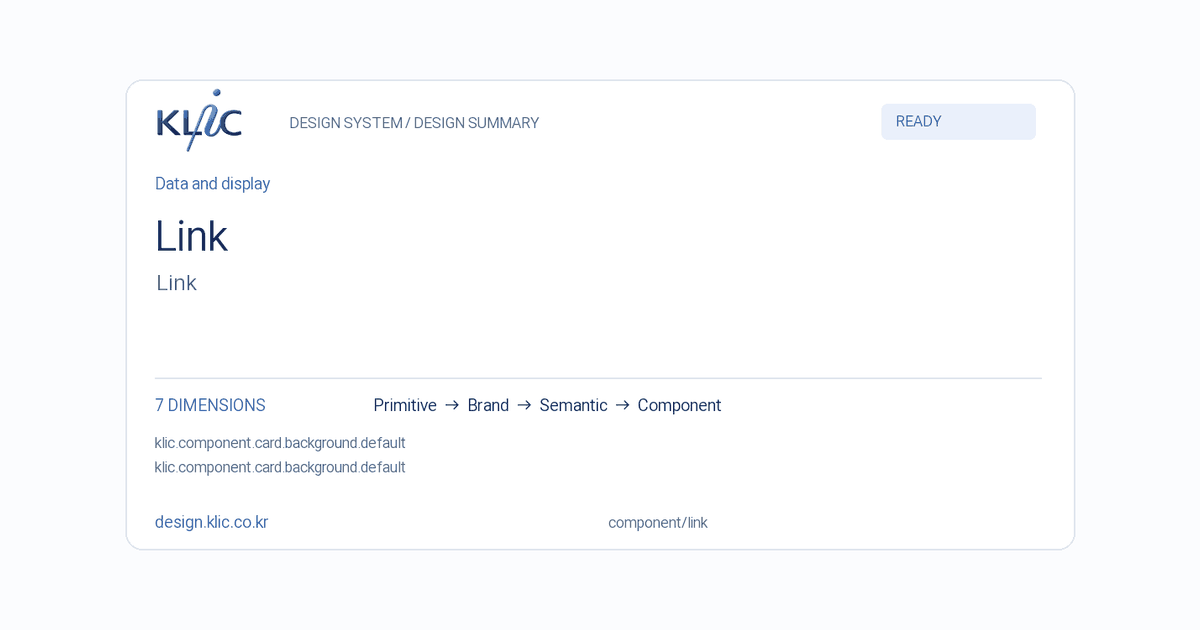 KLiC
DESIGN SYSTEM / DESIGN SUMMARY
READY
Data and display
Link
Link
7 DIMENSIONS
Primitive → Brand → Semantic → Component
klic.component.card.background.default
klic.component.card.background.default
design.klic.co.kr
component/link